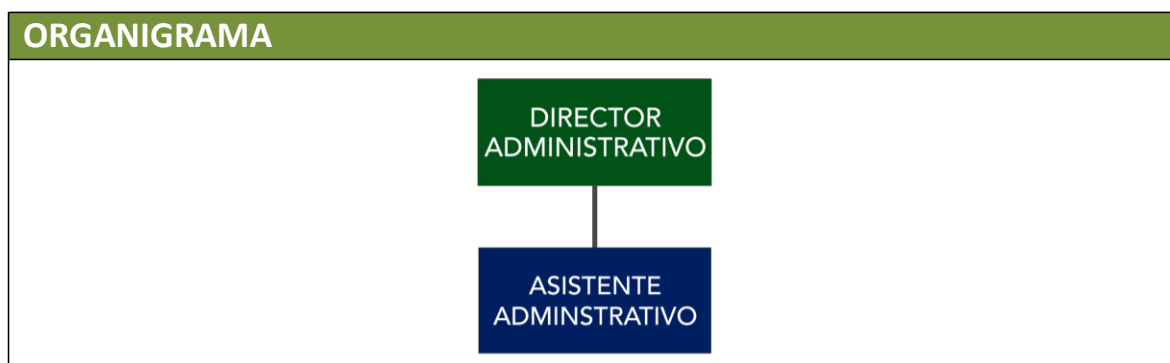 ORGANIGRAMA
DIRECTOR
ADMINISTRATIVO
ASISTENTE
ADMINSTRATIVO